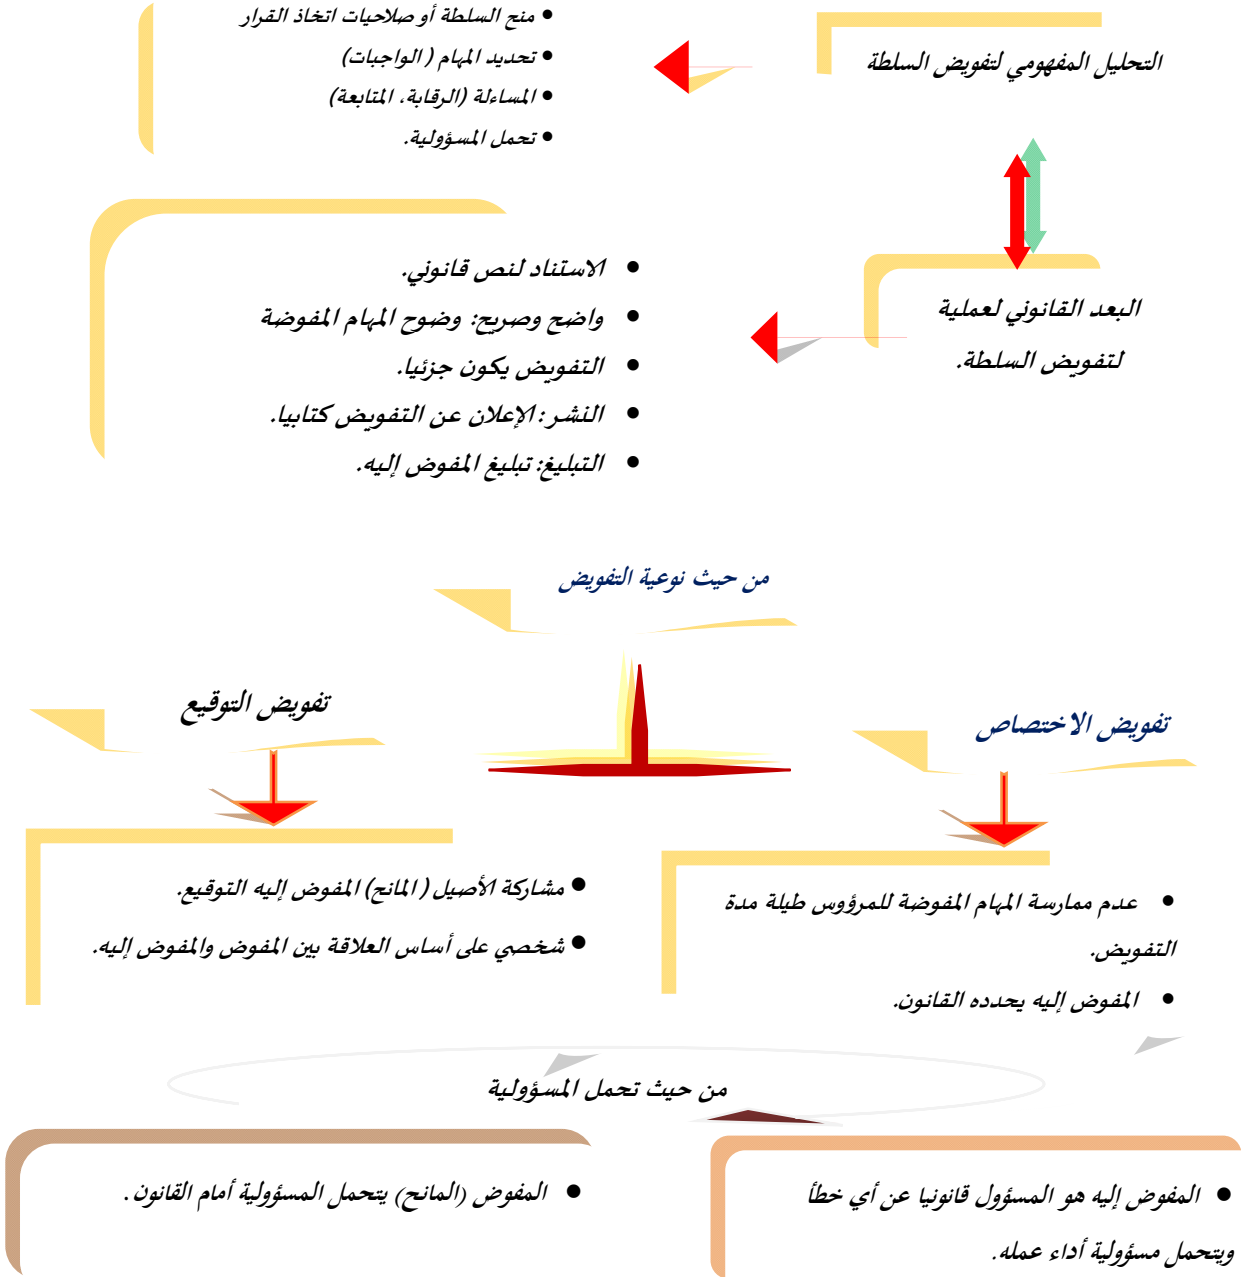 التحليل المفهومي لتفويض السلطة
● منح السلطة أو صلاحيات اتخاذ القرار
● تحديد المهام ( الواجبات)
● المساءلة (الرقابة، المتابعة)
● تحمل المسؤولية.
البعد القانوني لعملية
لتفويض السلطة.
● الاستناد لنص قانوني.
● واضح وصريح: وضوح المهام المفوضة
● التفويض يكون جزئيا.
● النشر : الإعلان عن التفويض كتابيا.
● التبليغ: تبليغ المفوض إليه.
من حيث نوعية التفويض
تفويض الاختصاص
● عدم ممارسة المهام المفوضة للمرؤوس طيلة مدة
التفويض.
● المفوض إليه يحدده القانون.
تفويض التوقيع
● مشاركة الأصيل ( المانح) المفوض إليه التوقيع.
● شخصي على أساس العلاقة بين المفوض والمفوض إليه.
من حيث تحمل المسؤولية
● المفوض إليه هو المسؤول قانونيا عن أي خطأ
ويتحمل مسؤولية أداء عمله.
● المفوض (المانح) يتحمل المسؤولية أمام القانون .